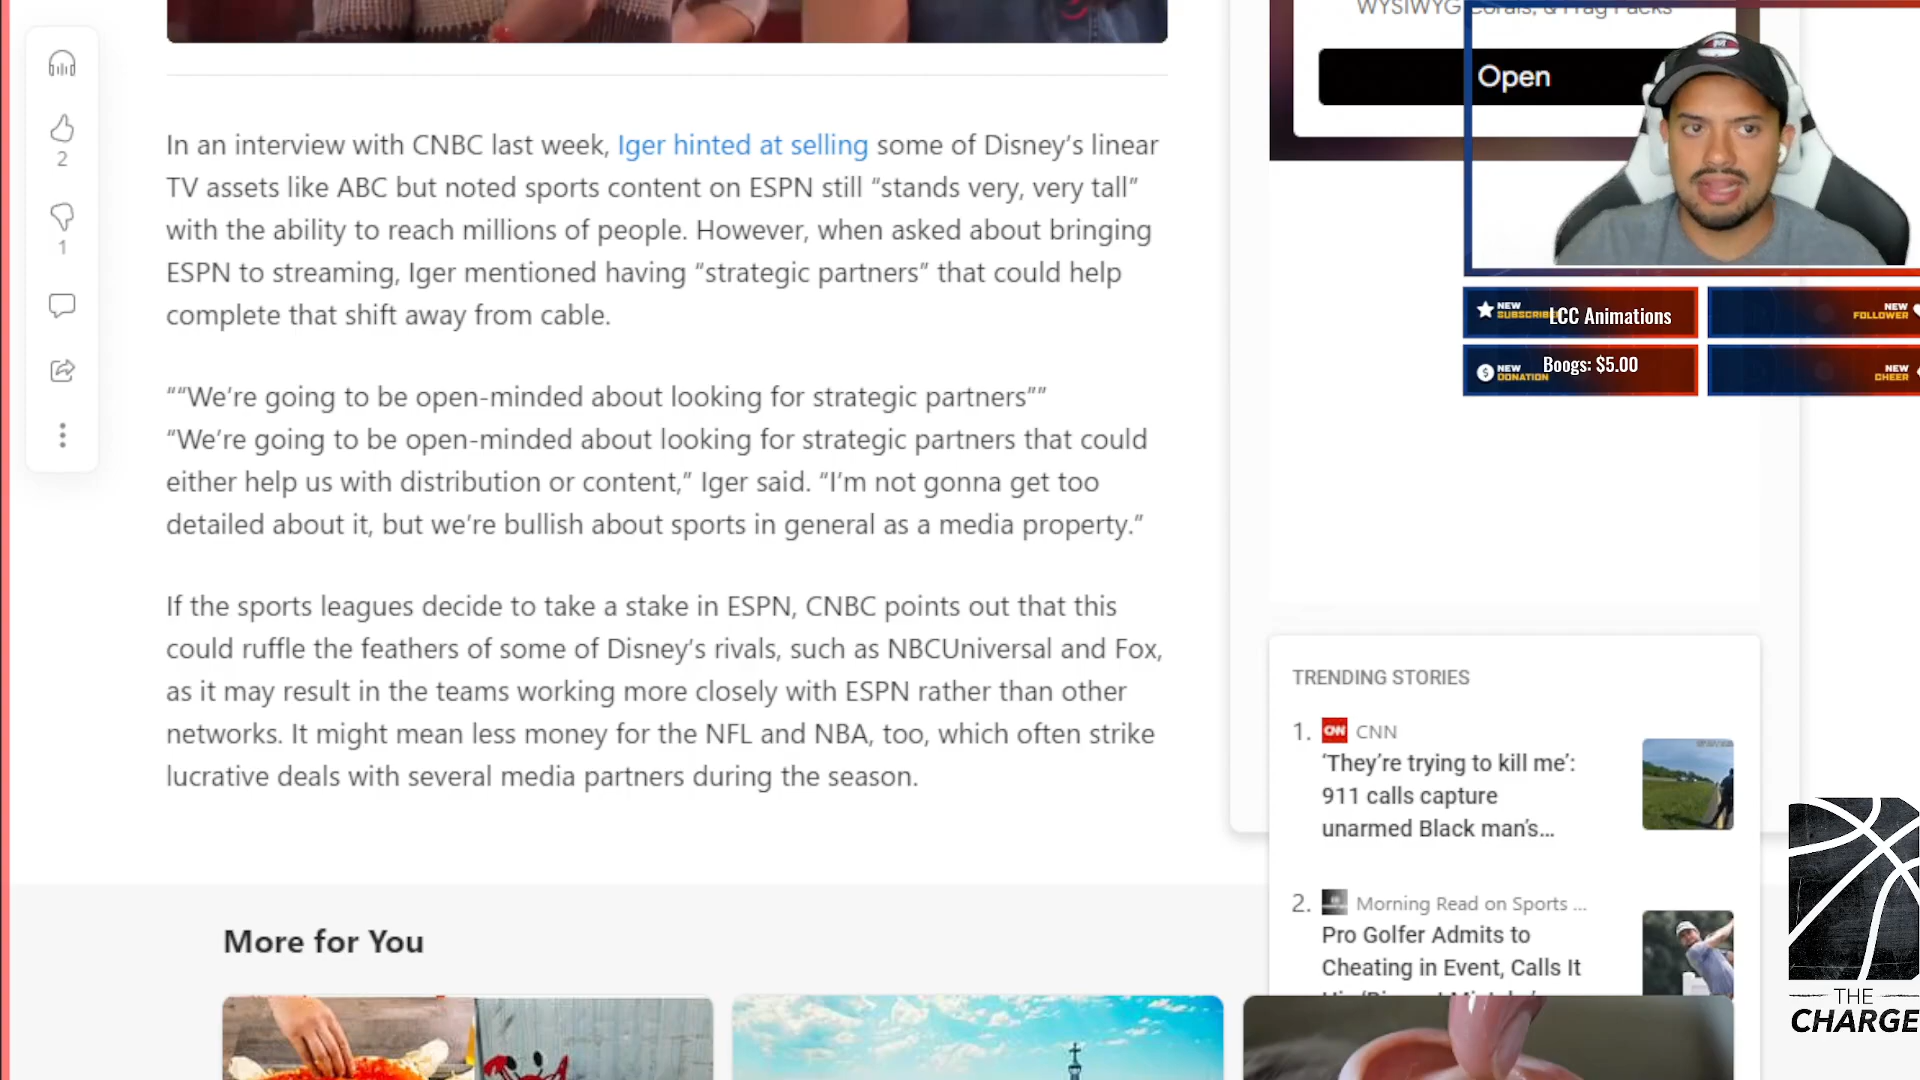 WYSIWYG Corals, & Frag Packs
Open
2
1
In an interview with CNBC last week, Iger hinted at selling some of Disney’s linear
TV assets like ABC but noted sports content on ESPN still “stands very, very tall”
with the ability to reach millions of people. However, when asked about bringing
ESPN to streaming, Iger mentioned having “strategic partners” that could help
complete that shift away from cable.
““We’re going to be open-minded about looking for strategic partners””
“We’re going to be open-minded about looking for strategic partners that could
either help us with distribution or content,” Iger said. “I’m not gonna get too
detailed about it, but we’re bullish about sports in general as a media property.”
If the sports leagues decide to take a stake in ESPN, CNBC points out that this
could ruffle the feathers of some of Disney’s rivals, such as NBCUniversal and Fox,
as it may result in the teams working more closely with ESPN rather than other
networks. It might mean less money for the NFL and NBA, too, which often strike
lucrative deals with several media partners during the season.
More for You
NEW
SUBSCRIBE
LCC Animations
NEW
FOLLOWER
NEW
DONATION
Boogs: $5.00
NEW
CHEER
TRENDING STORIES
1. CNN CNN
‘They’re trying to kill me’:
911 calls capture
unarmed Black man’s...
2. Morning Read on Sports ...
Pro Golfer Admits to
Cheating in Event, Calls It
THE
CHARGE